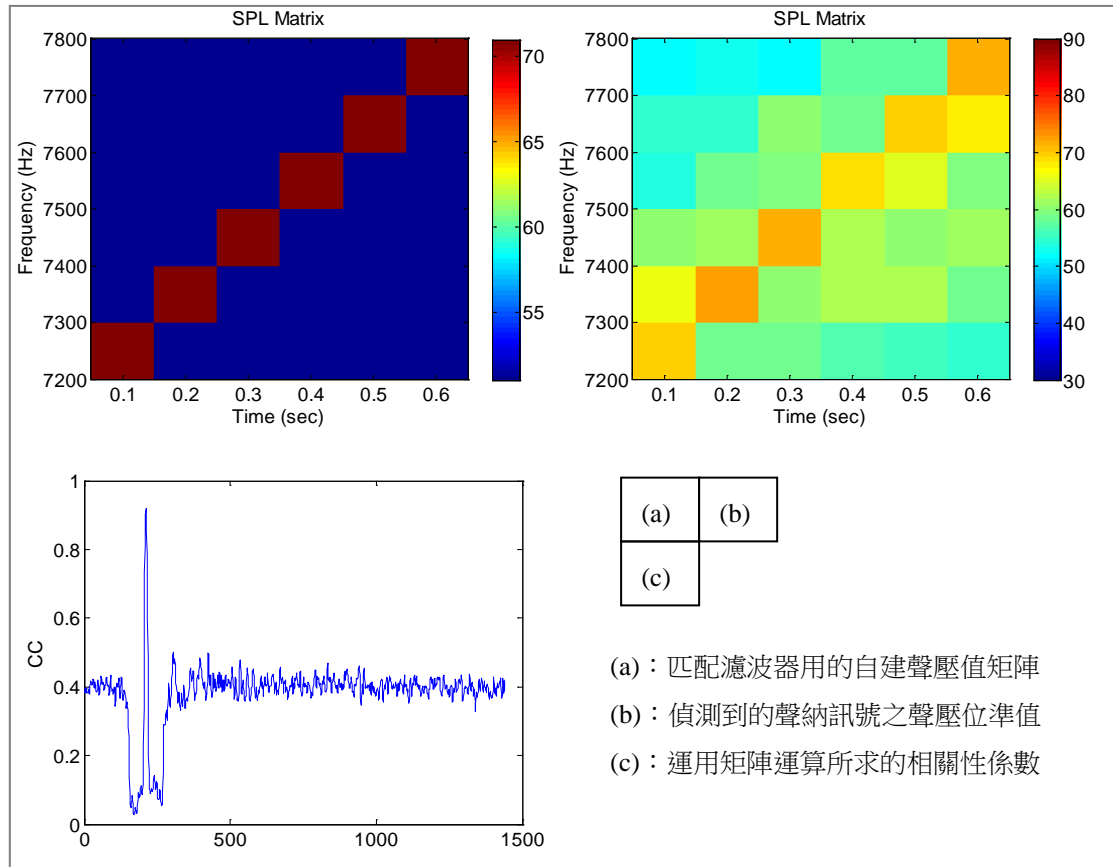 SPL Matrix
7800
7700
7600
7500
7400
7300
7200
Frequency (Hz)
0.1 0.2 0.3 0.4 0.5 0.6
Time (sec)
70
65
60
55
SPL Matrix
7800
7700
7600
7500
7400
7300
7200
Frequency (Hz)
0.1 0.2 0.3 0.4 0.5 0.6
Time (sec)
90
80
70
60
50
40
30
1
0.8
0.6
0.4
0.2
0
CC
0 500 1000 1500
(a) (b)
(c)
(a)：匹配濾波器用的自建聲壓值矩陣
(b)：偵測到的聲納訊號之聲壓位準值
(c)：運用矩陣運算所求的相關性係數